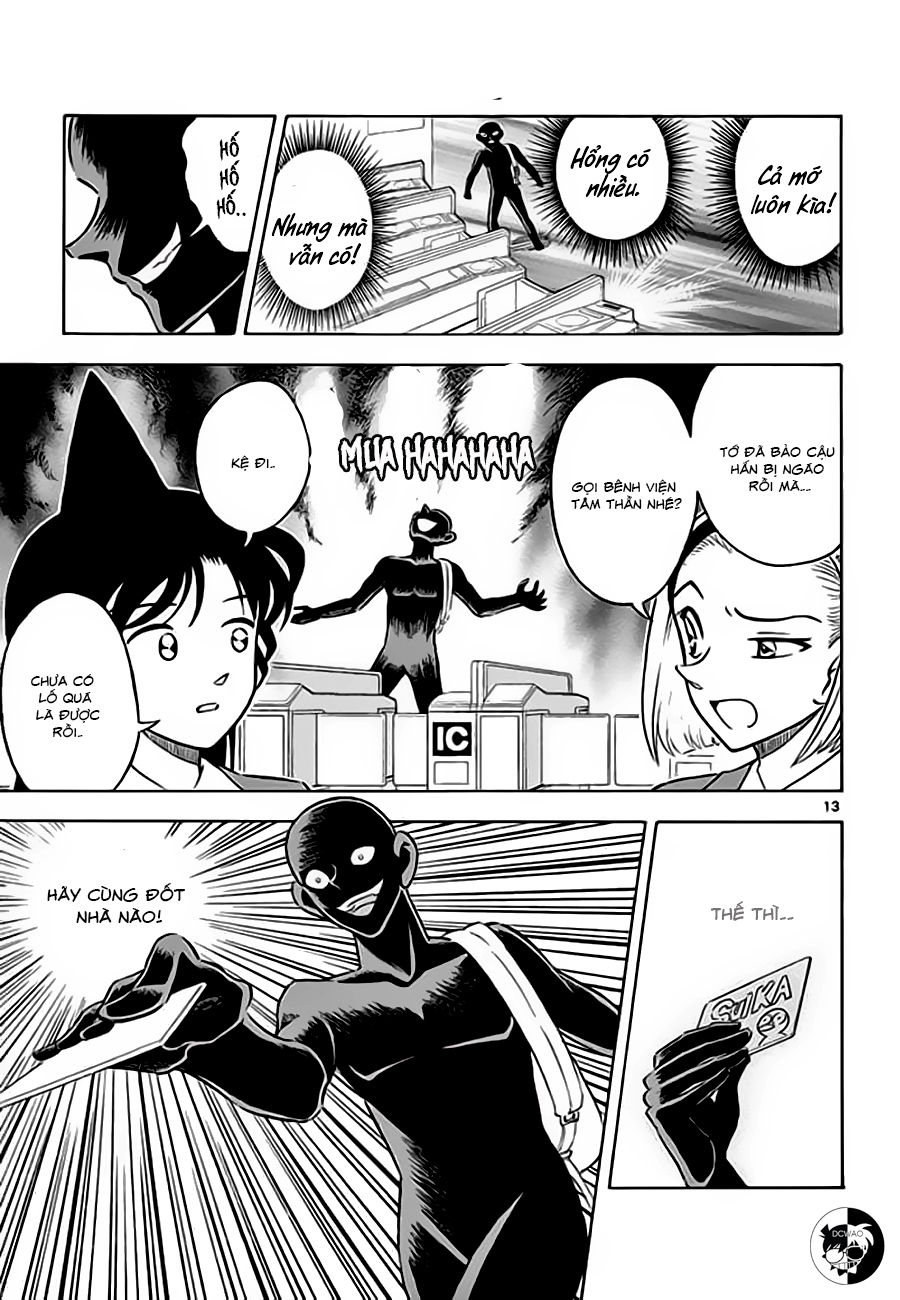 CẢ MỚ
LUÔN KÌA!
HỔNG CÓ
NHIỀU.
NHƯNG MÀ
VẪN CÓ!
HỐ
HỐ
HỐ..
TỚ ĐÃ BẢO CẬU
HẮN BỊ NGÁO
RỒI MÀ...
GỌI BỆNH VIỆN
TÂM THẦN NHÉ?
MUA HAHAHAHA
KỆ ĐI..
CHƯA CÓ
LỐ QUÁ
LÀ ĐƯỢC
RỒI..
IC
13
THẾ THÌ...
SUIKA
HÃY CÙNG ĐỐT
NHÀ NÀO!
DCWAO